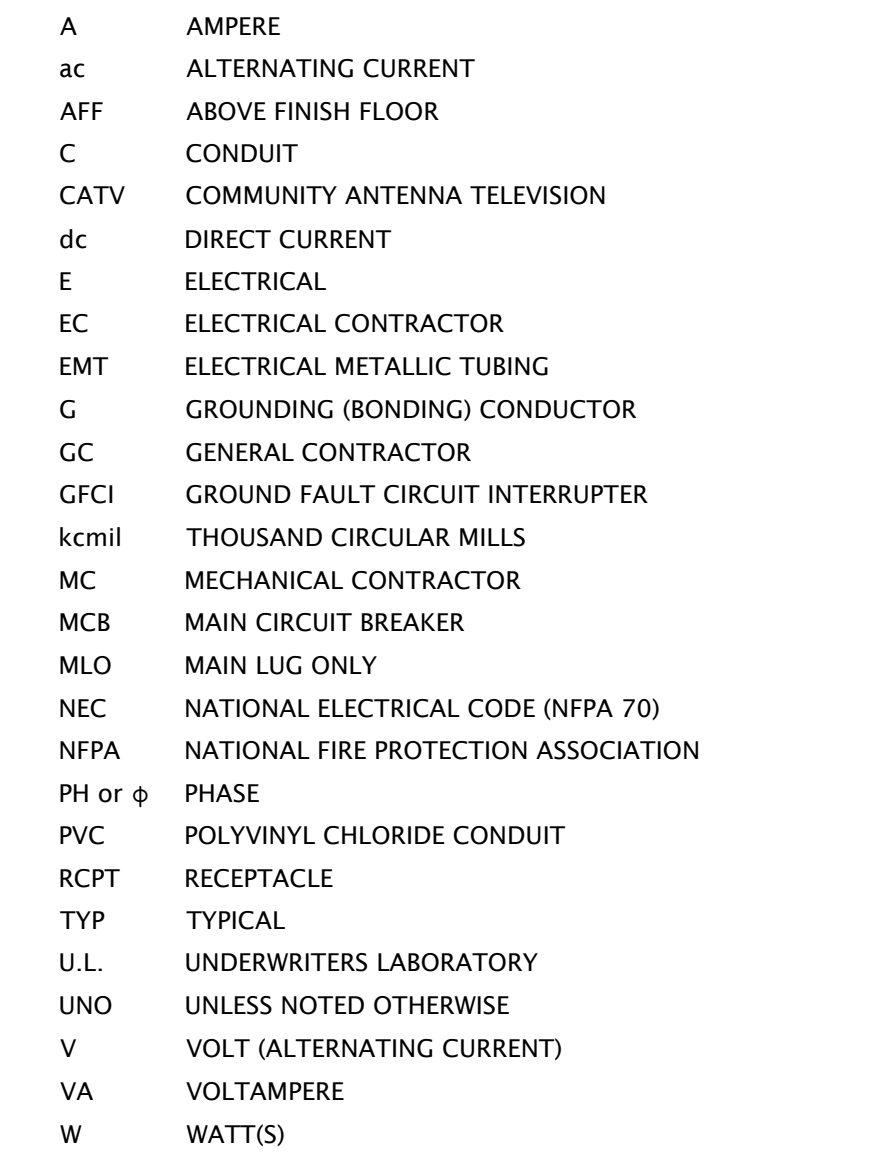 A AMPERE
ac ALTERNATING CURRENT
AFF ABOVE FINISH FLOOR
C CONDUIT
CATV COMMUNITY ANTENNA TELEVISION
dc DIRECT CURRENT
E ELECTRICAL
EC ELECTRICAL CONTRACTOR
EMT ELECTRICAL METALLIC TUBING
G GROUNDING (BONDING) CONDUCTOR
GC GENERAL CONTRACTOR
GFCI GROUND FAULT CIRCUIT INTERRUPTER
kcmil THOUSAND CIRCULAR MILLS
MC MECHANICAL CONTRACTOR
MCB MAIN CIRCUIT BREAKER
MLO MAIN LUG ONLY
NEC NATIONAL ELECTRICAL CODE (NFPA 70)
NFPA NATIONAL FIRE PROTECTION ASSOCIATION
PH or φ PHASE
PVC POLYVINYL CHLORIDE CONDUIT
RCPT RECEPTACLE
TYP TYPICAL
U.L. UNDERWRITERS LABORATORY
UNO UNLESS NOTED OTHERWISE
V VOLT (ALTERNATING CURRENT)
VA VOLTAMPERE
W WATT(S)